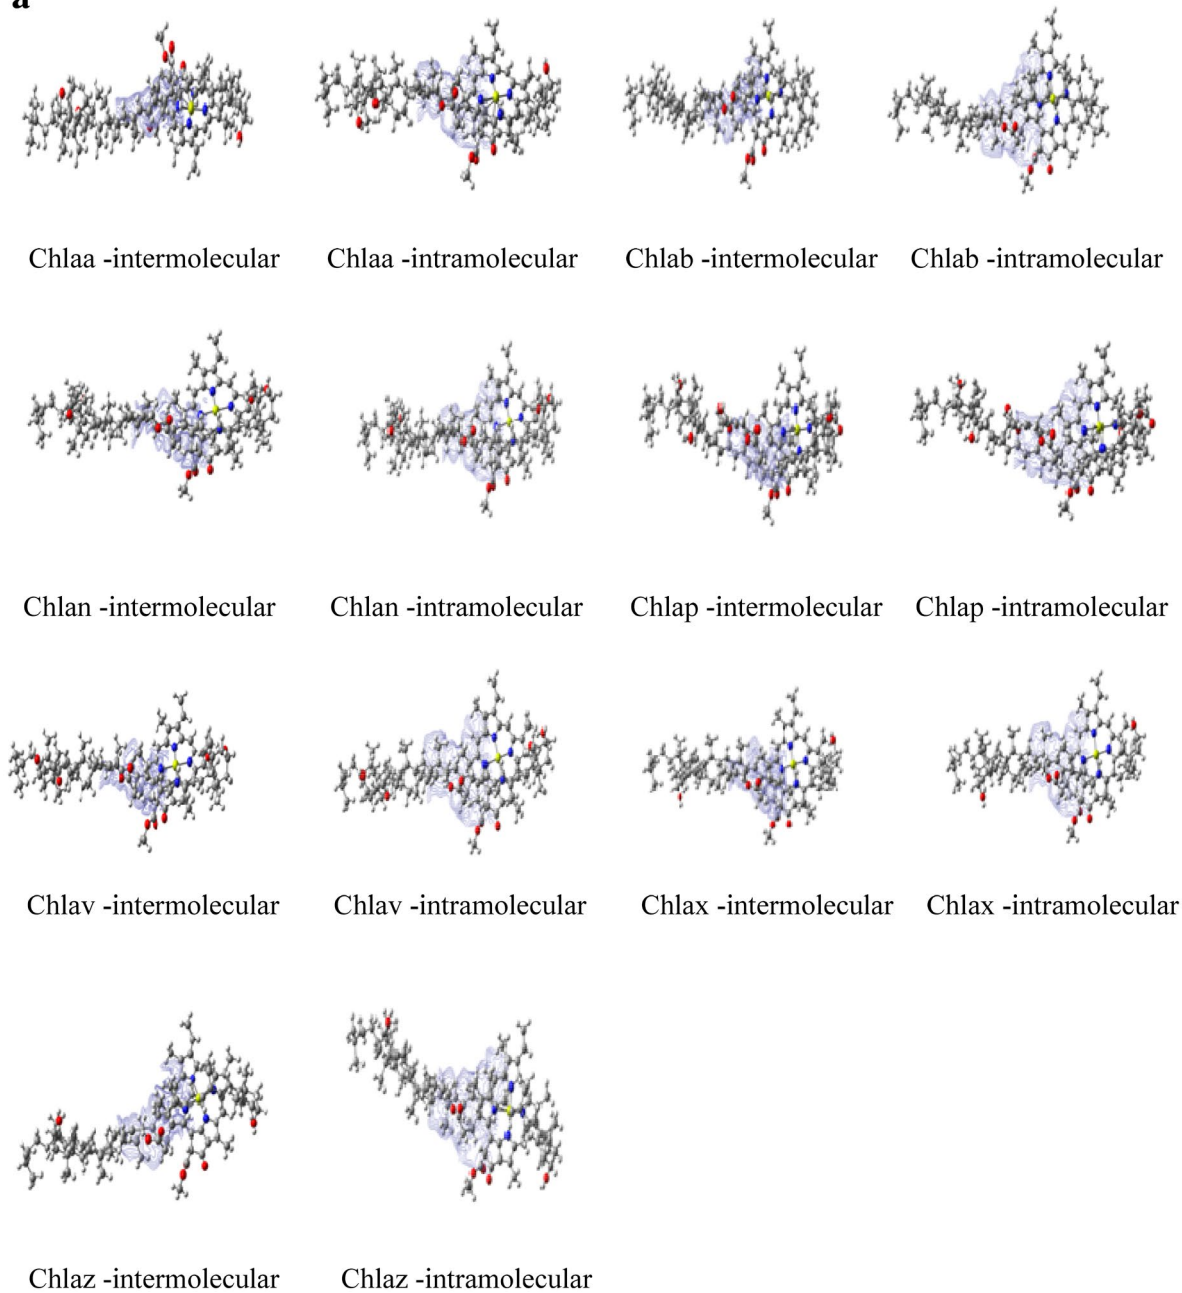 a
Chlaa -intermolecular Chlaa -intramolecular Chlab -intermolecular Chlab -intramolecular
Chlan -intermolecular Chlan -intramolecular Chlap -intermolecular Chlap -intramolecular
Chlav -intermolecular Chlav -intramolecular Chlax -intermolecular Chlax -intramolecular
Chlaz -intermolecular Chlaz -intramolecular